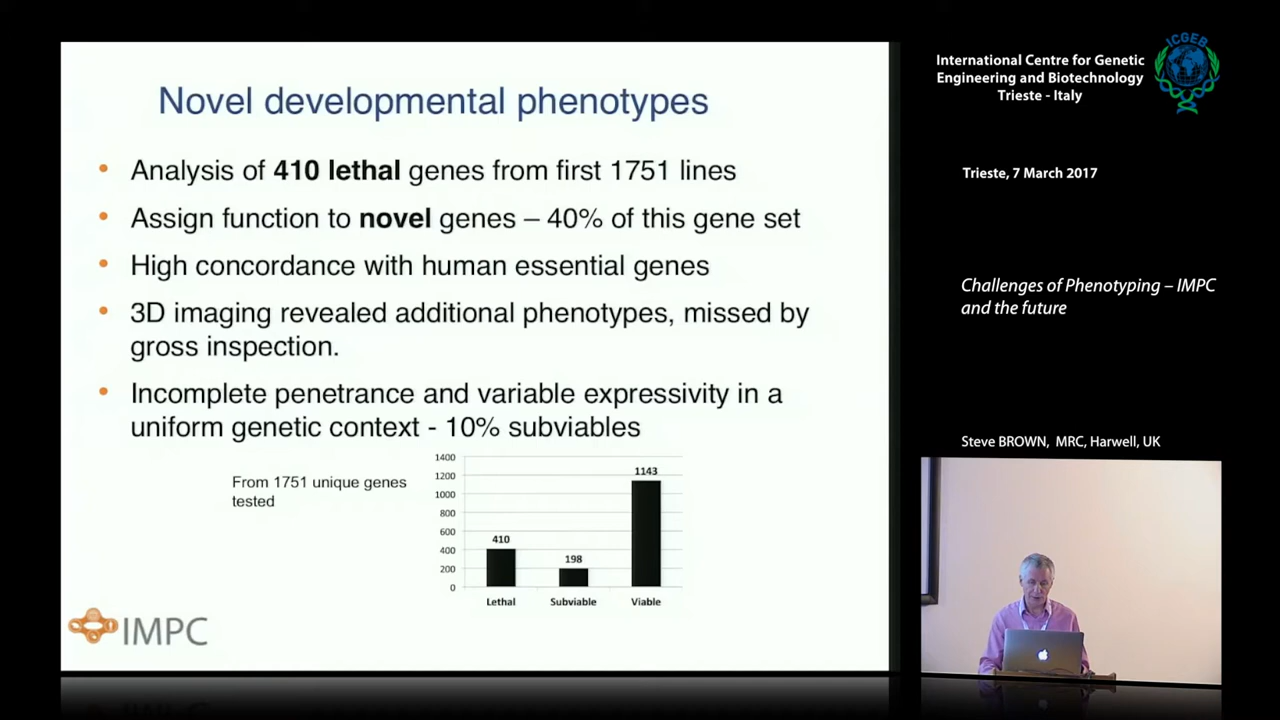 Novel developmental phenotypes
• Analysis of 410 lethal genes from first 1751 lines
• Assign function to novel genes – 40% of this gene set
• High concordance with human essential genes
• 3D imaging revealed additional phenotypes, missed by
gross inspection.
• Incomplete penetrance and variable expressivity in a
uniform genetic context - 10% subviables
From 1751 unique genes
tested
1400
1200
1000
800
600
400
200
0
410
198
1143
Lethal
Subviable
Viable
IMPC
International Centre for Genetic
Engineering and Biotechnology
Trieste - Italy
ICGEB
Trieste, 7 March 2017
Challenges of Phenotyping – IMPC
and the future
Steve BROWN, MRC, Harwell, UK